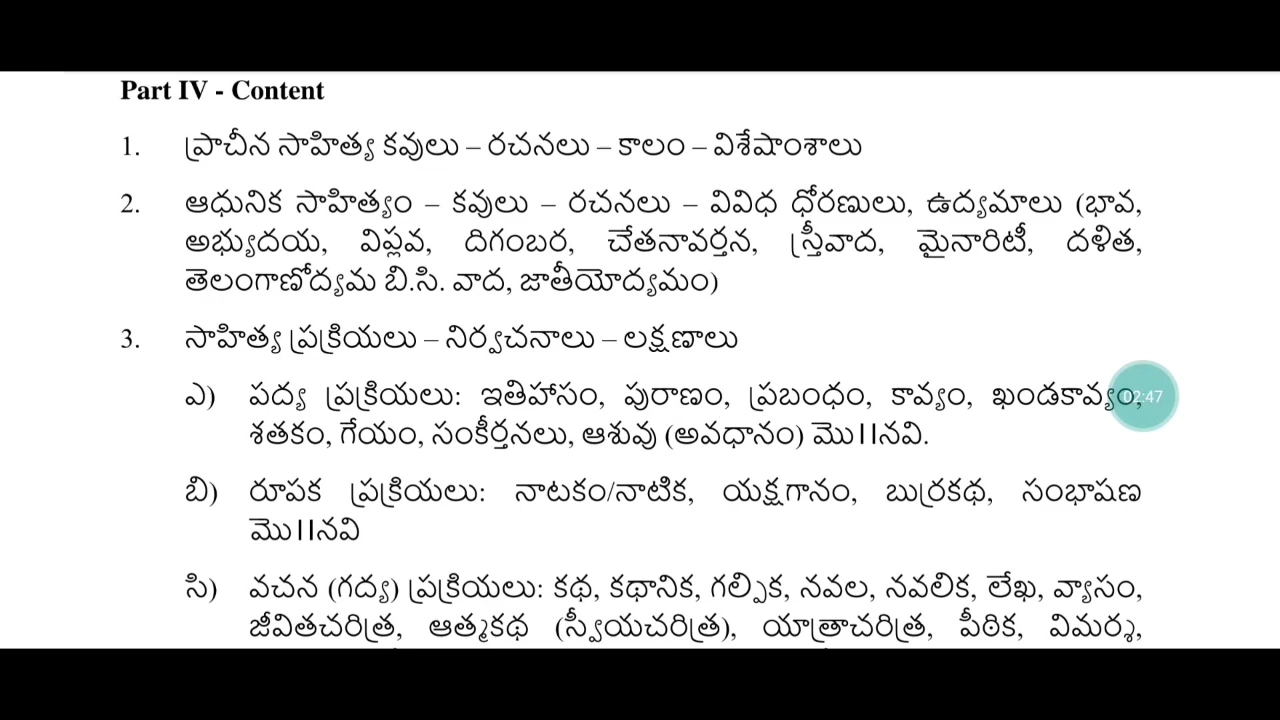 Part IV - Content
1. ప్రాచీన సాహిత్య కవులు – రచనలు – కాలం – విశేషాంశాలు
2. ఆధునిక సాహిత్యం – కవులు – రచనలు – వివిధ ధోరణులు, ఉద్యమాలు (భావ,
అభ్యుదయ, విప్లవ, దిగంబర, చేతనావర్తన, స్త్రీవాద, మైనారిటీ, దళిత,
తెలంగాణోద్యమ బి.సి. వాద, జాతీయోద్యమం)
3. సాహిత్య ప్రక్రియలు – నిర్వచనాలు – లక్షణాలు
ఎ) పద్య ప్రక్రియలు: ఇతిహాసం, పురాణం, ప్రబంధం, కావ్యం, ఖండకావ్యం,
02:47
శతకం, గేయం, సంకీర్తనలు, ఆశువు (అవధానం) మొ||నవి.
బి) రూపక ప్రక్రియలు: నాటకం/నాటిక, యక్షగానం, బుర్రకథ, సంభాషణ
మొ||నవి
సి) వచన (గద్య) ప్రక్రియలు: కథ, కథానిక, గల్పిక, నవల, నవలిక, లేఖ, వ్యాసం,
జీవితచరిత్ర, ఆత్మకథ (స్వీయచరిత్ర), యాత్రాచరిత్ర, పీఠిక, విమర్శ,